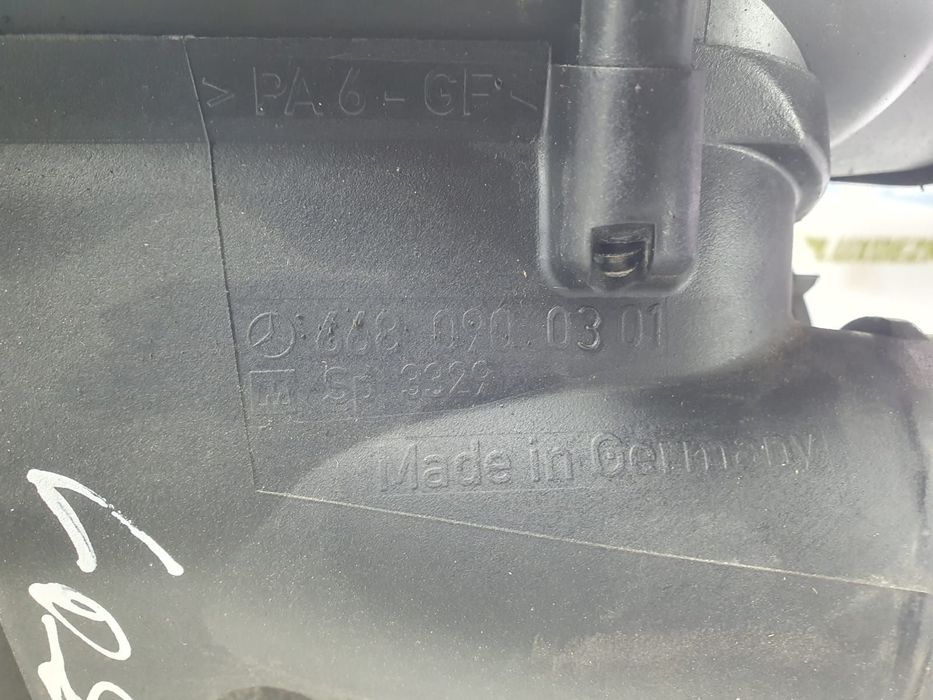 > PA 6 - GF <
668 090 03 01
M Sp 3329
Made in Germany